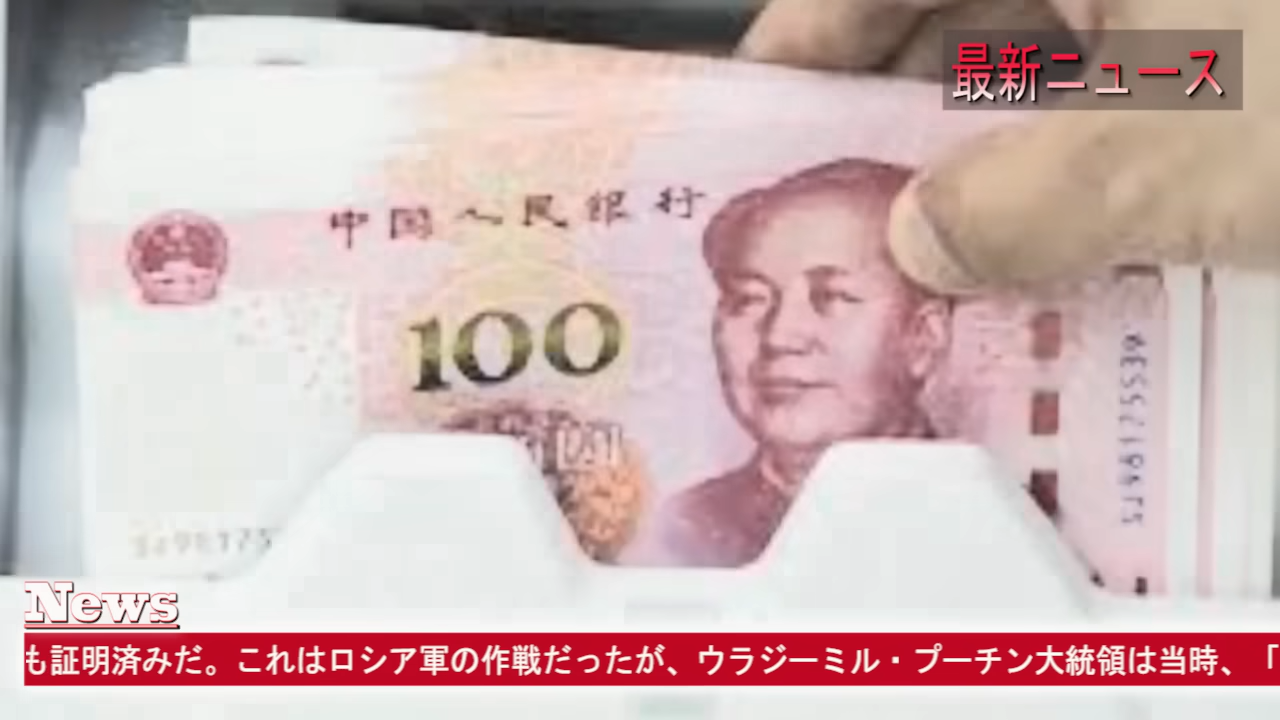 最新ニュース
中国人民银行
100
News
も証明済みだ。これはロシア軍の作戦だったが、ウラジーミル・プーチン大統領は当時、「